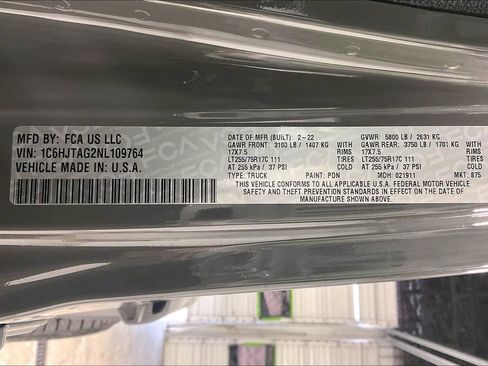 MFD BY: FCA US LLC
VIN: 1C6HJTAG2NL109764
VEHICLE MADE IN: U.S.A.
DATE OF MFR (BUILT): 2-22 GVWR: 5800 LB / 2631 KG
GAWR FRONT: 3100 LB / 1407 KG WITH GAWR REAR: 3750 LB / 1701 KG WITH
17X7.5 RIMS 17X7.5 RIMS
LT255/75R17C 111 TIRES LT255/75R17C 111 TIRES
AT 255 kPa / 37 PSI COLD AT 255 kPa / 37 PSI COLD
TYPE: TRUCK PAINT: PDN MDH: 021911 MKT: 875
THIS VEHICLE CONFORMS TO ALL APPLICABLE U.S.A. FEDERAL MOTOR VEHICLE
SAFETY AND THEFT PREVENTION STANDARDS IN EFFECT ON THE DATE OF
MANUFACTURE SHOWN ABOVE.